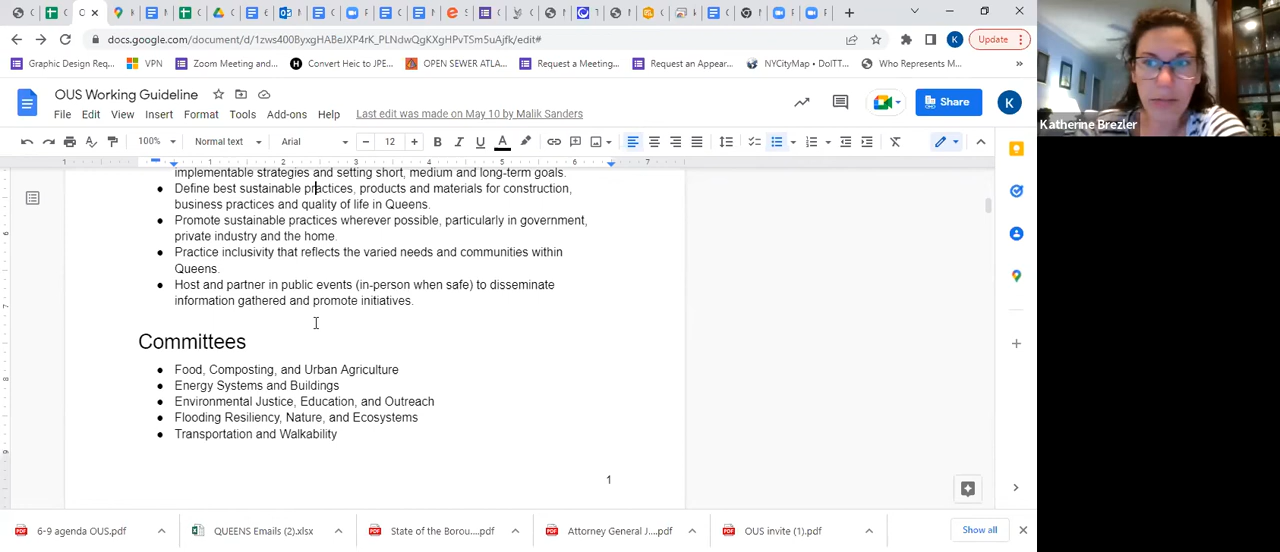 docs.google.com/document/d/1zws4008yxgHABeJXP4rK_PLNdwQgKXgHPvTSm5uAjfk/edit#
Update
Graphic Design Req...
VPN
Zoom Meeting and...
Convert Heic to JPE...
OPEN SEWER ATLA...
Request a Meeting...
Request an Appear...
NYCityMap • DoITT...
Who Represents M...
OUS Working Guideline
File Edit View Insert Format Tools Add-ons Help
Last edit was made on May 10 by Malik Sanders
Share
100% Normal text Arial 12
implementable strategies and setting short, medium and long-term goals.
● Define best sustainable practices, products and materials for construction,
business practices and quality of life in Queens.
● Promote sustainable practices wherever possible, particularly in government,
private industry and the home.
● Practice inclusivity that reflects the varied needs and communities within
Queens.
● Host and partner in public events (in-person when safe) to disseminate
information gathered and promote initiatives.
Committees
● Food, Composting, and Urban Agriculture
● Energy Systems and Buildings
● Environmental Justice, Education, and Outreach
● Flooding Resiliency, Nature, and Ecosystems
● Transportation and Walkability
1
6-9 agenda OUS.pdf
QUEENS Emails (2).xlsx
State of the Borou....pdf
Attorney General J....pdf
OUS invite (1).pdf
Show all
Katherine Brezler